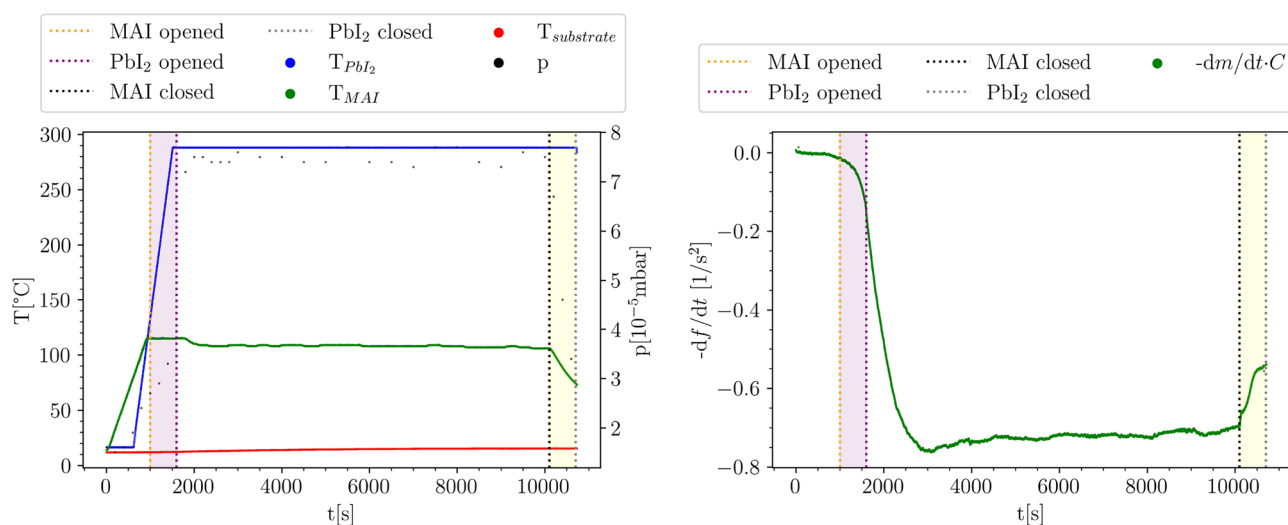 MAI opened PbI₂ closed T_substrate
PbI₂ opened T_PbI₂ p
MAI closed T_MAI
300
250
200
150
100
50
0
T[°C]
8
7
6
5
4
3
2
p[10⁻⁵mbar]
0 2000 4000 6000 8000 10000
t[s]
MAI opened MAI closed -dm/dt·C
PbI₂ opened PbI₂ closed
0.0
−0.2
−0.4
−0.6
−0.8
-df/dt [1/s²]
0 2000 4000 6000 8000 10000
t[s]